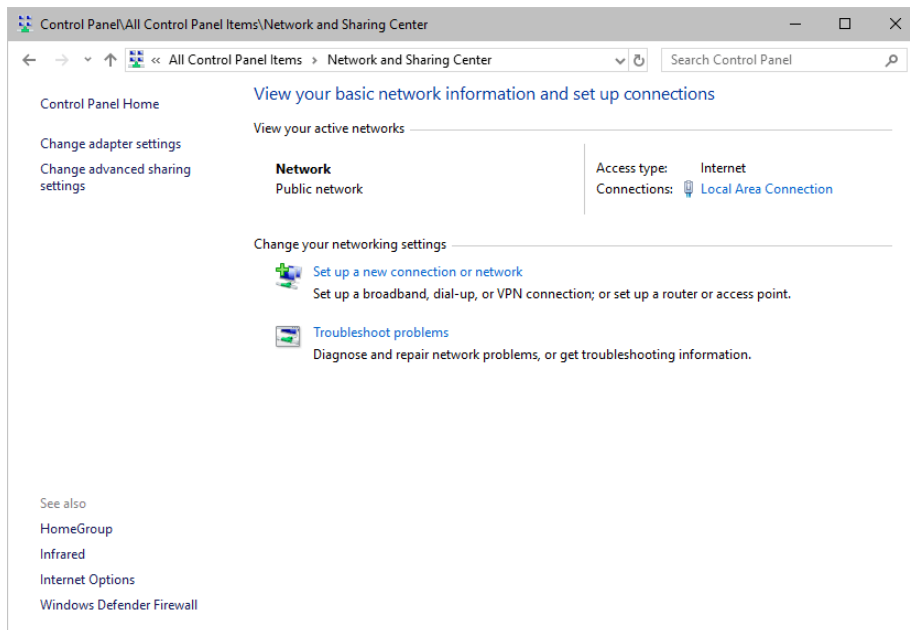 Control Panel\All Control Panel Items\Network and Sharing Center
« All Control Panel Items › Network and Sharing Center
Search Control Panel
Control Panel Home
Change adapter settings
Change advanced sharing
settings
View your basic network information and set up connections
View your active networks
Network
Public network
Access type: Internet
Connections: Local Area Connection
Change your networking settings
Set up a new connection or network
Set up a broadband, dial-up, or VPN connection; or set up a router or access point.
Troubleshoot problems
Diagnose and repair network problems, or get troubleshooting information.
See also
HomeGroup
Infrared
Internet Options
Windows Defender Firewall